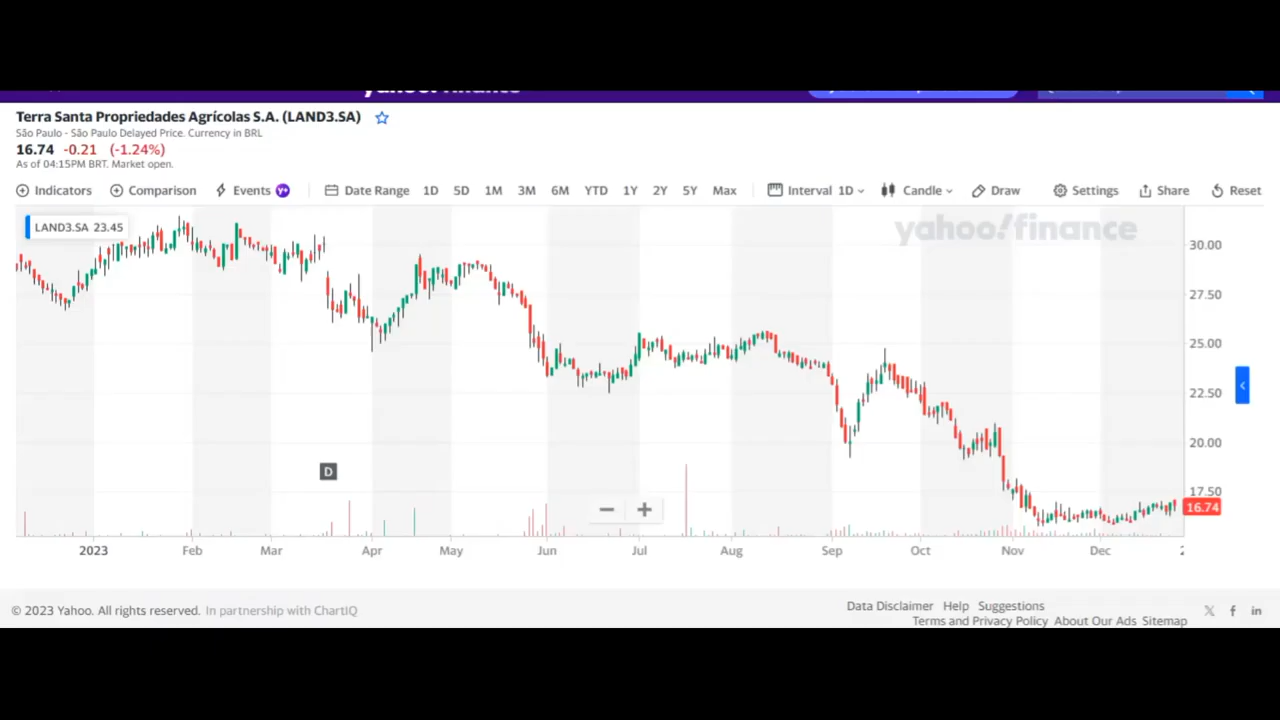 Terra Santa Propriedades Agrícolas S.A. (LAND3.SA)
São Paulo - São Paulo Delayed Price. Currency in BRL
16.74 -0.21 (-1.24%)
As of 04:15PM BRT. Market open.
Indicators Comparison Events Y+ Date Range 1D 5D 1M 3M 6M YTD 1Y 2Y 5Y Max Interval 1D Candle Draw Settings Share Reset
LAND3.SA 23.45
yahoo!finance
30.00
27.50
25.00
22.50
20.00
17.50
16.74
D
2023 Feb Mar Apr May Jun Jul Aug Sep Oct Nov Dec
© 2023 Yahoo. All rights reserved. In partnership with ChartIQ
Data Disclaimer Help Suggestions
Terms and Privacy Policy About Our Ads Sitemap